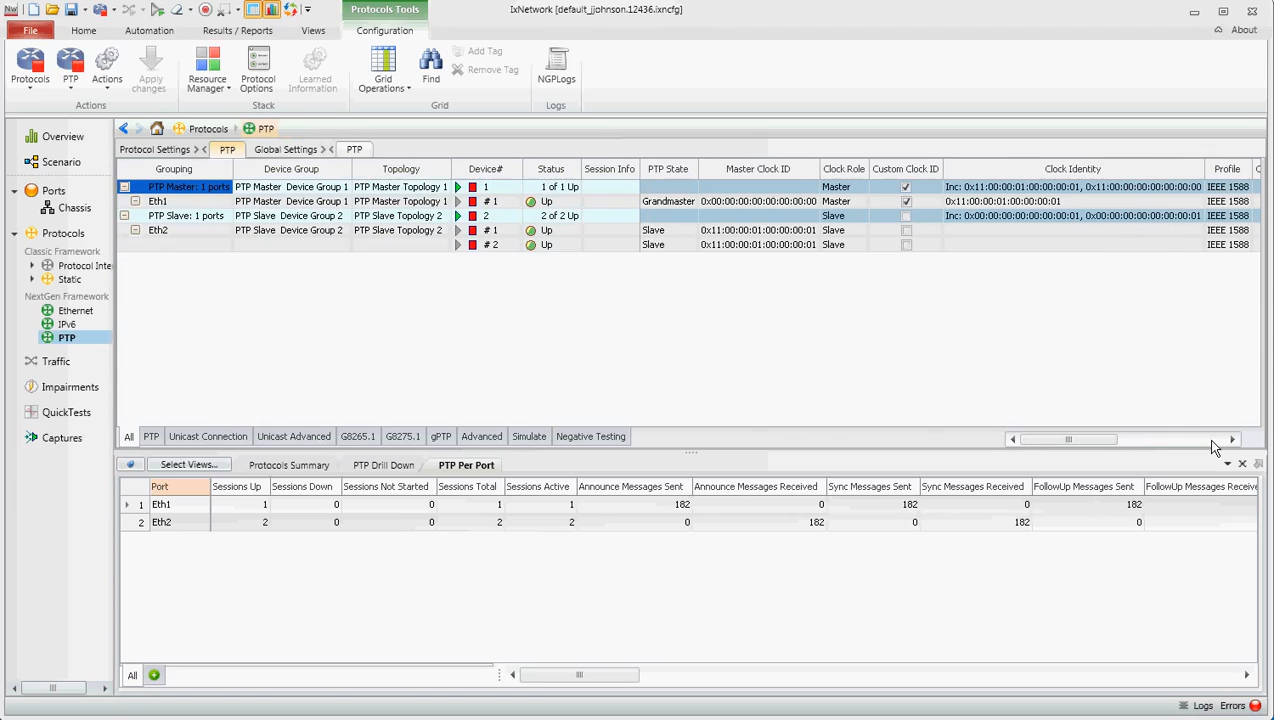 Nw
Protocols Tools
IxNetwork [default_jjohnson.12436.ixncfg]
File Home Automation Results / Reports Views Configuration About
Protocols PTP Actions Apply changes Resource Manager Protocol Options Learned Information Grid Operations Find Add Tag Remove Tag NGPLogs
Actions Stack Grid Logs
Overview
Scenario
Ports
Chassis
Protocols
Classic Framework
Protocol Inte
Static
NextGen Framework
Ethernet
IPv6
PTP
Traffic
Impairments
QuickTests
Captures
Protocols PTP
Protocol Settings PTP Global Settings PTP
Grouping Device Group Topology Device# Status Session Info PTP State Master Clock ID Clock Role Custom Clock ID Clock Identity Profile
PTP Master: 1 ports PTP Master Device Group 1 PTP Master Topology 1 1 1 of 1 Up Master Inc: 0x11:00:00:01:00:00:00:01, 0x11:00:00:00:00:00:00:00 IEEE 1588
Eth1 PTP Master Device Group 1 PTP Master Topology 1 # 1 Up Grandmaster 0x00:00:00:00:00:00:00:00 Master 0x11:00:00:01:00:00:00:01 IEEE 1588
PTP Slave: 1 ports PTP Slave Device Group 2 PTP Slave Topology 2 2 2 of 2 Up Slave Inc: 0x00:00:00:00:00:00:00:01, 0x00:00:00:00:00:00:00:01 IEEE 1588
Eth2 PTP Slave Device Group 2 PTP Slave Topology 2 # 1 Up Slave 0x11:00:00:01:00:00:00:01 Slave IEEE 1588
# 2 Up Slave 0x11:00:00:01:00:00:00:01 Slave IEEE 1588
All PTP Unicast Connection Unicast Advanced G8265.1 G8275.1 gPTP Advanced Simulate Negative Testing
Select Views... Protocols Summary PTP Drill Down PTP Per Port
Port Sessions Up Sessions Down Sessions Not Started Sessions Total Sessions Active Announce Messages Sent Announce Messages Received Sync Messages Sent Sync Messages Received FollowUp Messages Sent FollowUp Messages Receive
1 Eth1 1 0 0 1 1 182 0 182 0 182
2 Eth2 2 0 0 2 2 0 182 0 182 0
All
Logs Errors